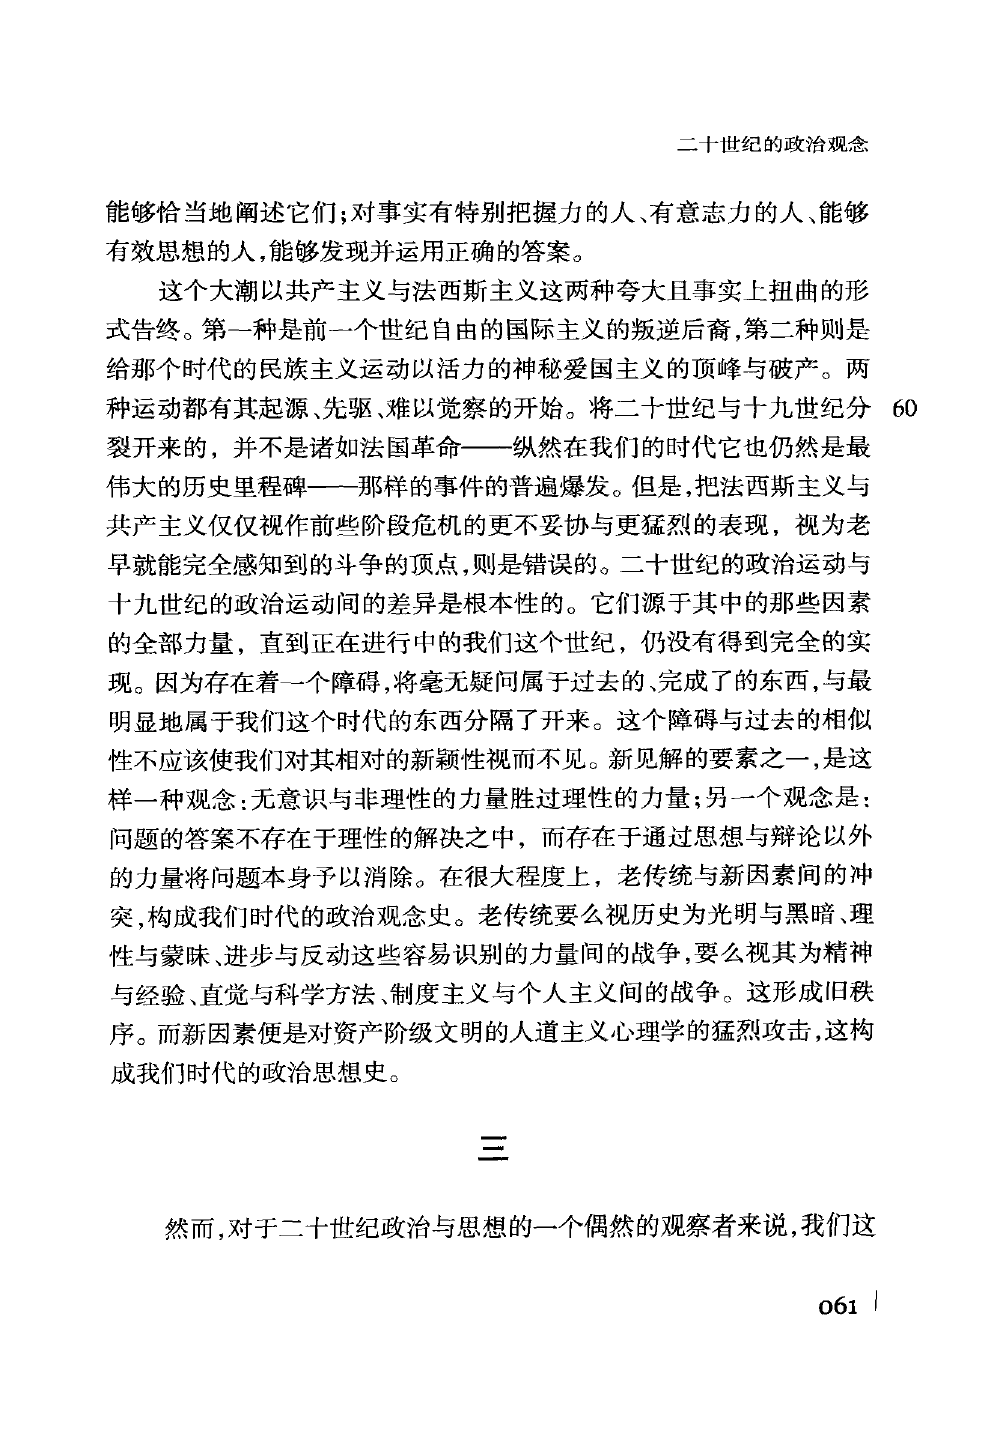 二十世纪的政治观念
能够恰当地阐述它们;对事实有特别把握力的人、有意志力的人、能够
有效思想的人,能够发现并运用正确的答案。
这个大潮以共产主义与法西斯主义这两种夸大且事实上扭曲的形
式告终。第一种是前一个世纪自由的国际主义的叛逆后裔,第二种则是
给那个时代的民族主义运动以活力的神秘爱国主义的顶峰与破产。两
种运动都有其起源、先驱、难以觉察的开始。将二十世纪与十九世纪分 60
裂开来的,并不是诸如法国革命——纵然在我们的时代它也仍然是最
伟大的历史里程碑——那样的事件的普遍爆发。但是,把法西斯主义与
共产主义仅仅视作前些阶段危机的更不妥协与更猛烈的表现,视为老
早就能完全感知到的斗争的顶点,则是错误的。二十世纪的政治运动与
十九世纪的政治运动间的差异是根本性的。它们源于其中的那些因素
的全部力量,直到正在进行中的我们这个世纪,仍没有得到完全的实
现。因为存在着一个障碍,将毫无疑问属于过去的、完成了的东西,与最
明显地属于我们这个时代的东西分隔了开来。这个障碍与过去的相似
性不应该使我们对其相对的新颖性视而不见。新见解的要素之一,是这
样一种观念:无意识与非理性的力量胜过理性的力量;另一个观念是:
问题的答案不存在于理性的解决之中,而存在于通过思想与辩论以外
的力量将问题本身予以消除。在很大程度上,老传统与新因素间的冲
突,构成我们时代的政治观念史。老传统要么视历史为光明与黑暗、理
性与蒙昧、进步与反动这些容易识别的力量间的战争,要么视其为精神
与经验、直觉与科学方法、制度主义与个人主义间的战争。这形成旧秩
序。而新因素便是对资产阶级文明的人道主义心理学的猛烈攻击,这构
成我们时代的政治思想史。
三
然而,对于二十世纪政治与思想的一个偶然的观察者来说,我们这
061